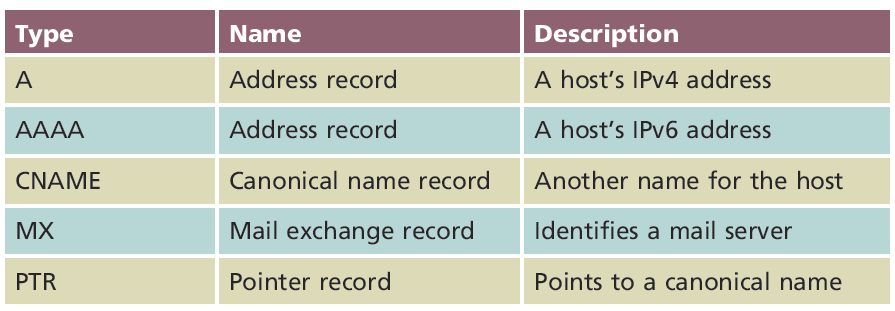 Type Name Description
A Address record A host’s IPv4 address
AAAA Address record A host’s IPv6 address
CNAME Canonical name record Another name for the host
MX Mail exchange record Identifies a mail server
PTR Pointer record Points to a canonical name